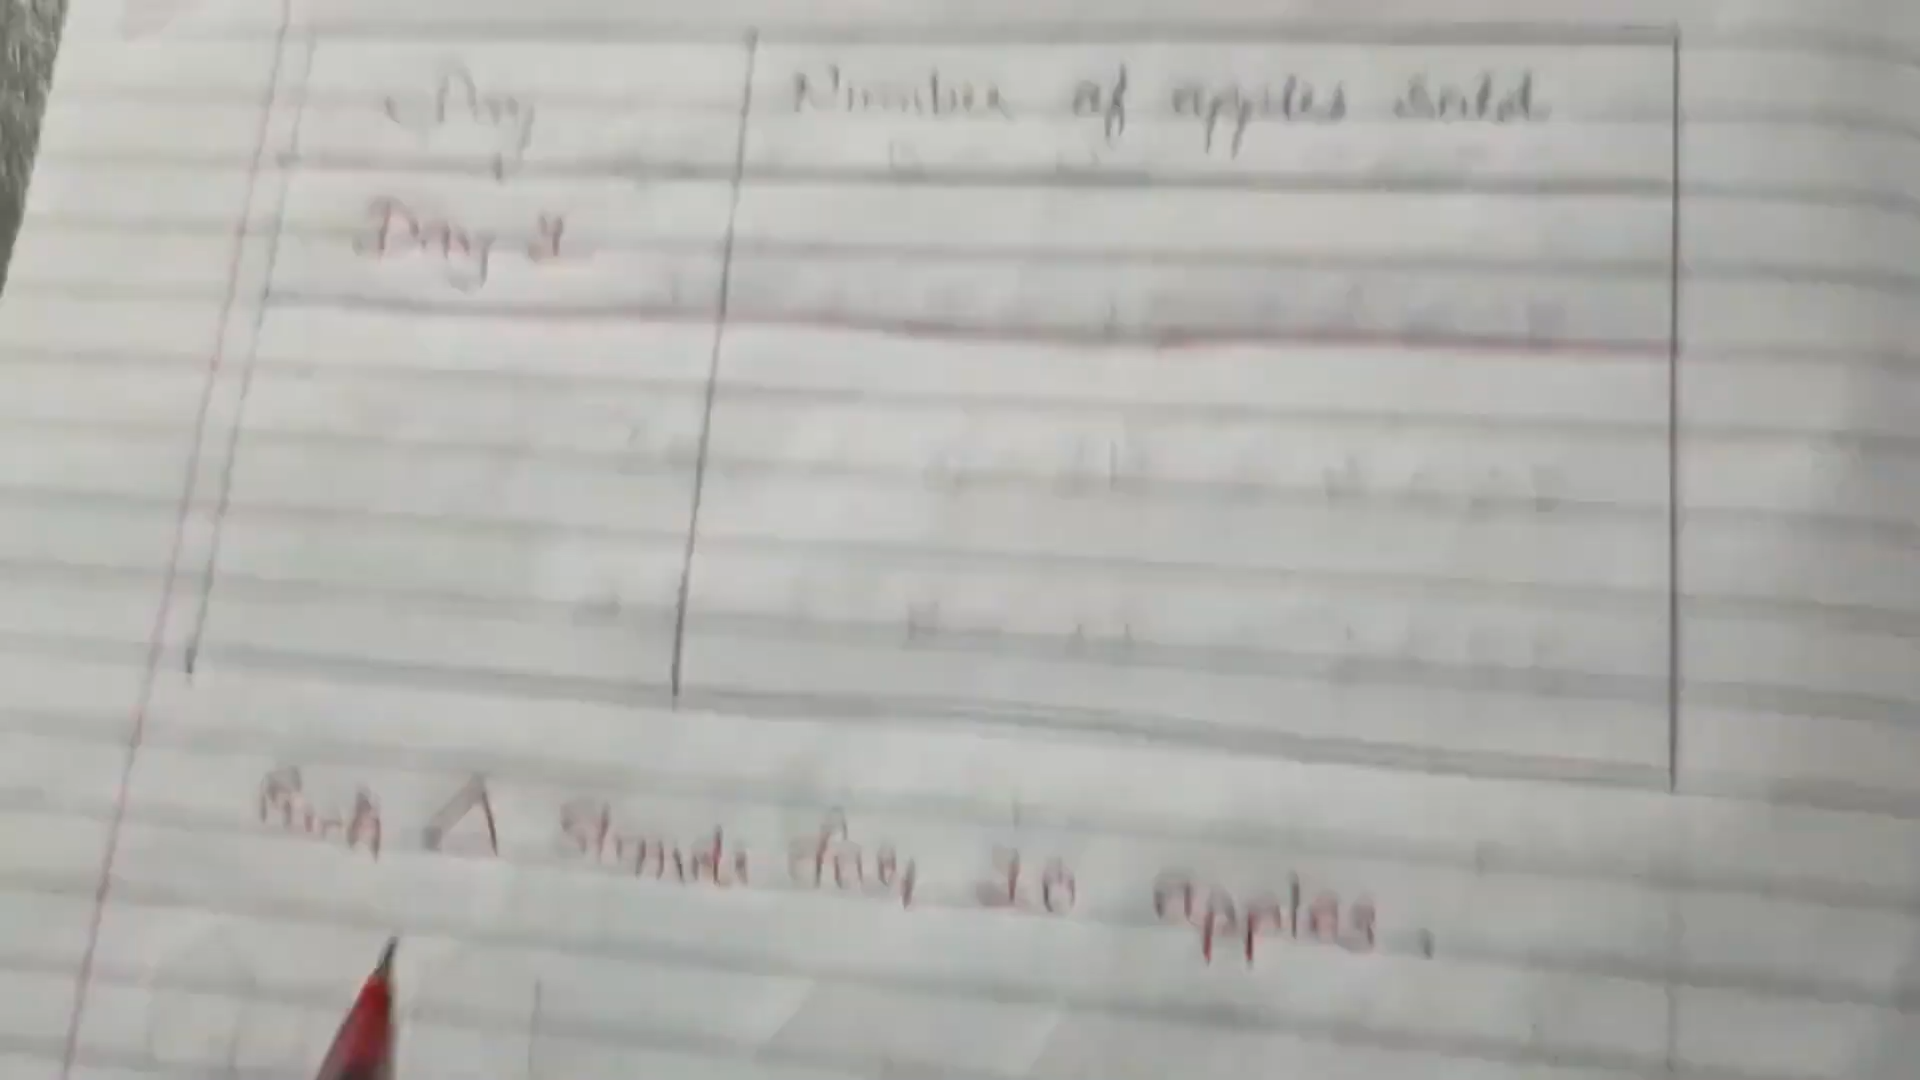 Day Number of apples sold
Day 1
Each △ stands for 10 apples.